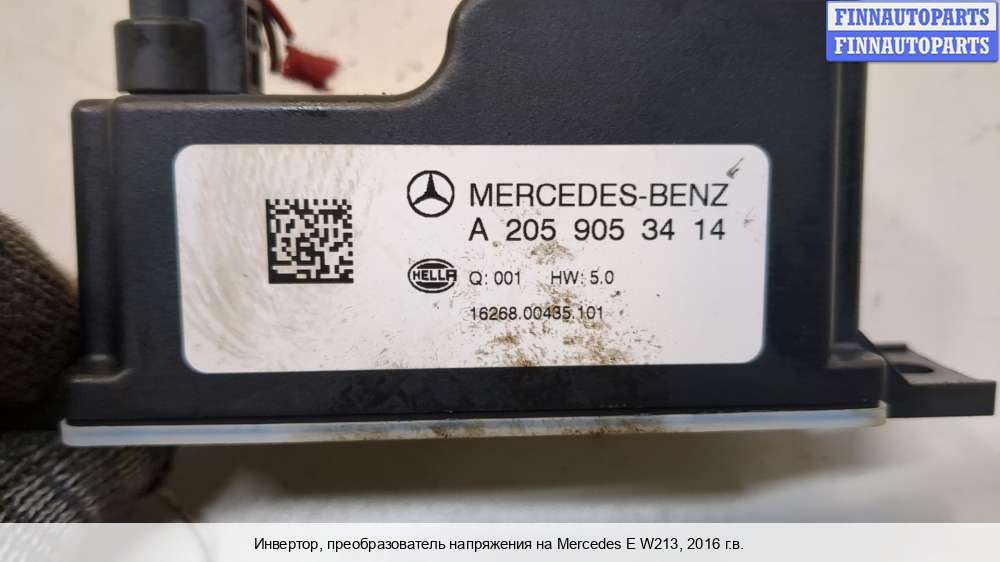 FINNAUTOPARTS
FINNAUTOPARTS
MERCEDES-BENZ
A 205 905 34 14
HELLA
Q: 001 HW: 5.0
16268.00435.101
Инвертор, преобразователь напряжения на Mercedes E W213, 2016 г.в.